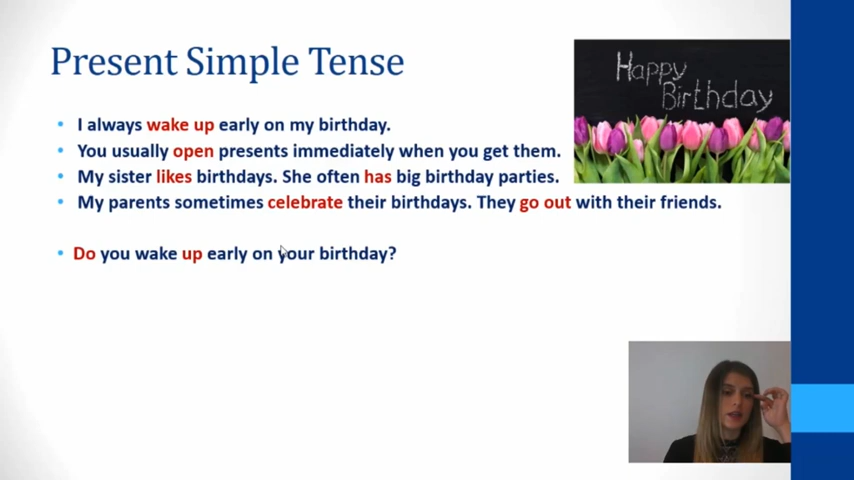 Present Simple Tense
Happy
Birthday
I always wake up early on my birthday.
You usually open presents immediately when you get them.
My sister likes birthdays. She often has big birthday parties.
My parents sometimes celebrate their birthdays. They go out with their friends.
Do you wake up early on your birthday?